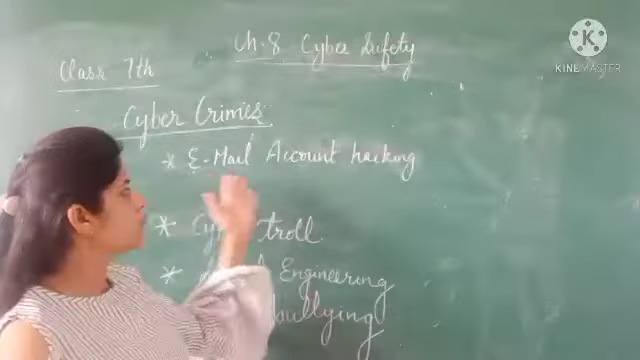 Ch.8 Cyber Safety
Class 7th
Cyber Crimes
* E-Mail Account hacking
* troll
* Engineering
bullying
K
KINEMASTER